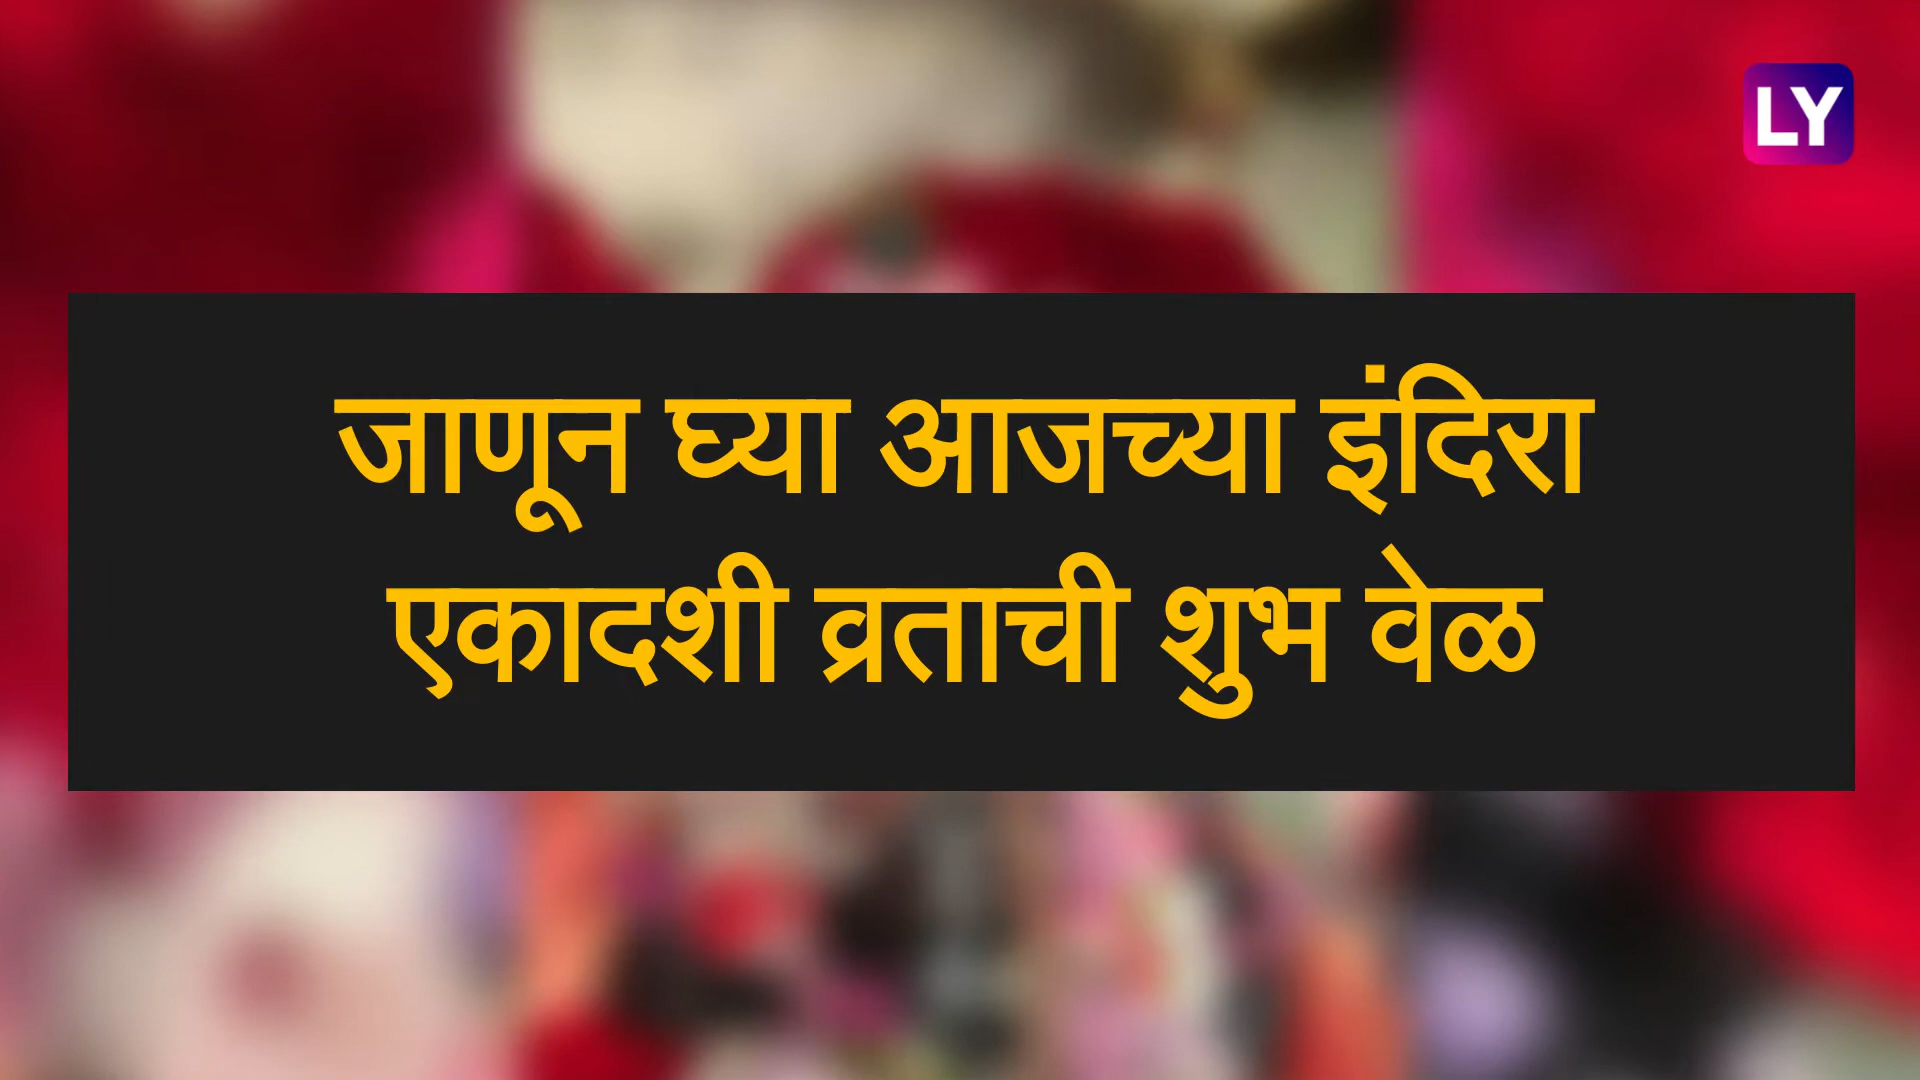 LY
जाणून घ्या आजच्या इंदिरा
एकादशी व्रताची शुभ वेळ